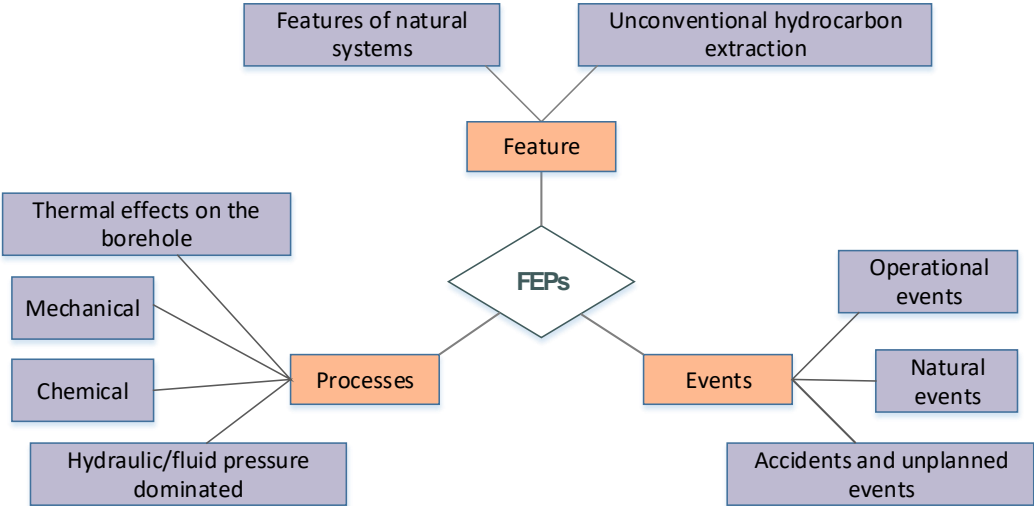 Features of natural
systems
Unconventional hydrocarbon
extraction
Feature
Thermal effects on the
borehole
FEPs
Operational
events
Mechanical
Processes
Events
Natural
events
Chemical
Hydraulic/fluid pressure
dominated
Accidents and unplanned
events